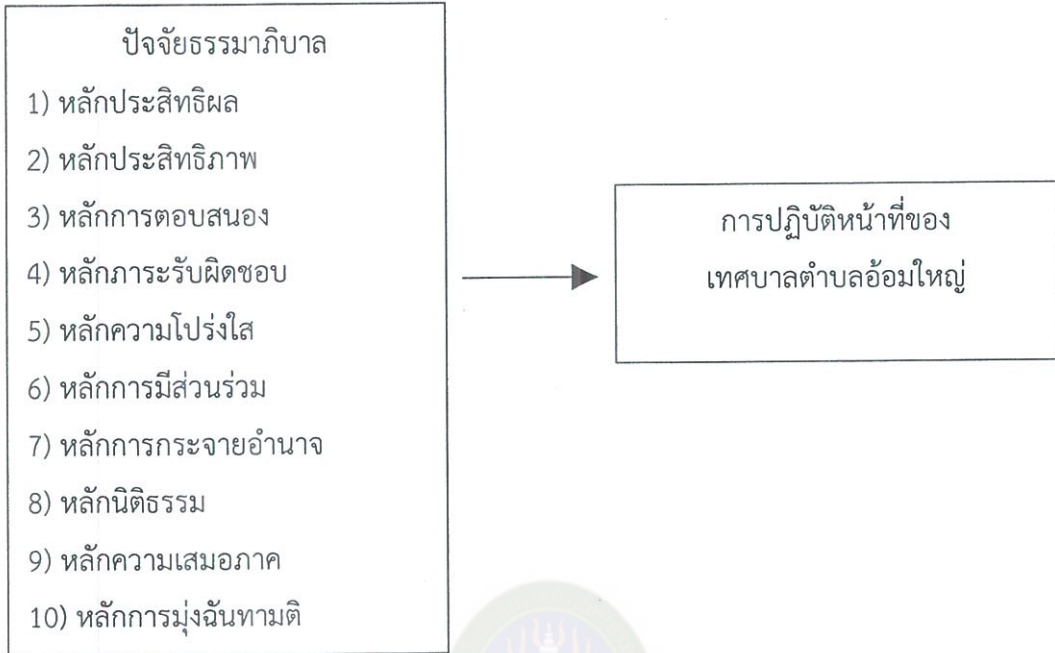 ปัจจัยธรรมาภิบาล
1) หลักประสิทธิผล
2) หลักประสิทธิภาพ
3) หลักการตอบสนอง
4) หลักภาระรับผิดชอบ
5) หลักความโปร่งใส
6) หลักการมีส่วนร่วม
7) หลักการกระจายอำนาจ
8) หลักนิติธรรม
9) หลักความเสมอภาค
10) หลักการมุ่งฉันทามติ
การปฏิบัติหน้าที่ของ
เทศบาลตำบลอ้อมใหญ่